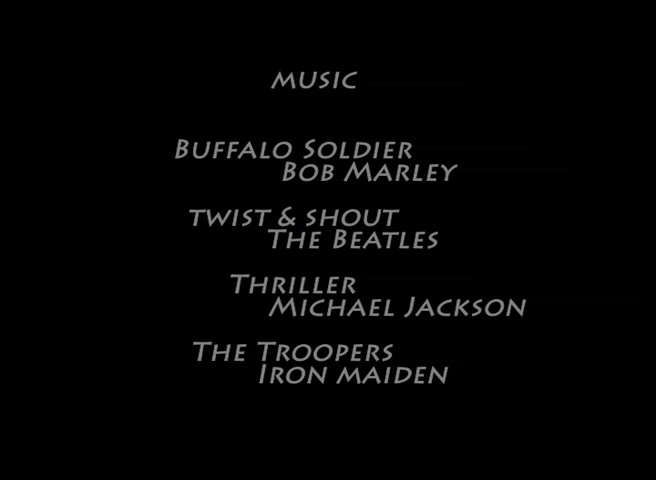 MUSIC
BUFFALO SOLDIER
BOB MARLEY
TWIST & SHOUT
THE BEATLES
THRILLER
MICHAEL JACKSON
THE TROOPERS
IRON MAIDEN